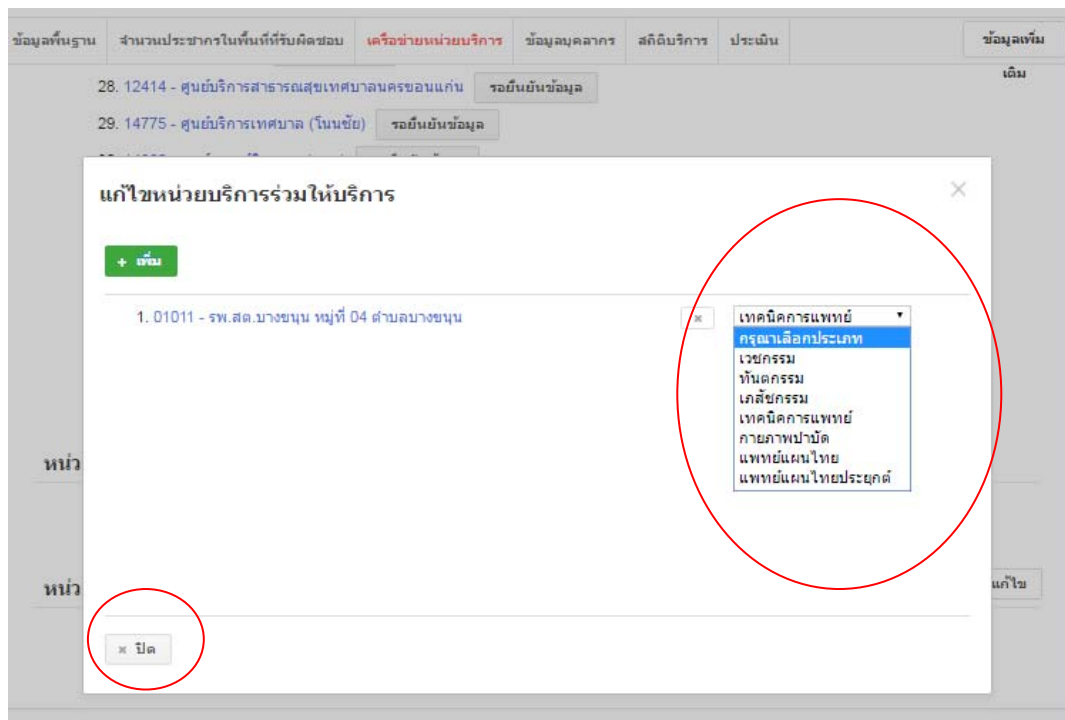 ข้อมูลพื้นฐาน จำนวนประชากรในพื้นที่ที่รับผิดชอบ เครือข่ายหน่วยบริการ ข้อมูลบุคลากร สถิติบริการ ประเมิน ข้อมูลเพิ่ม
เติม
28. 12414 - ศูนย์บริการสาธารณสุขเทศบาลนครขอนแก่น รอยืนยันข้อมูล
29. 14775 - ศูนย์บริการเทศบาล (โนนชัย) รอยืนยันข้อมูล
แก้ไขหน่วยบริการร่วมให้บริการ
+ เพิ่ม
1. 01011 - รพ.สต.บางขนุน หมู่ที่ 04 ตำบลบางขนุน
เทคนิคการแพทย์
กรุณาเลือกประเภท
เวชกรรม
ทันตกรรม
เภสัชกรรม
เทคนิคการแพทย์
กายภาพบำบัด
แพทย์แผนไทย
แพทย์แผนไทยประยุกต์
หน่ว
หน่ว แก้ไข
ปิด